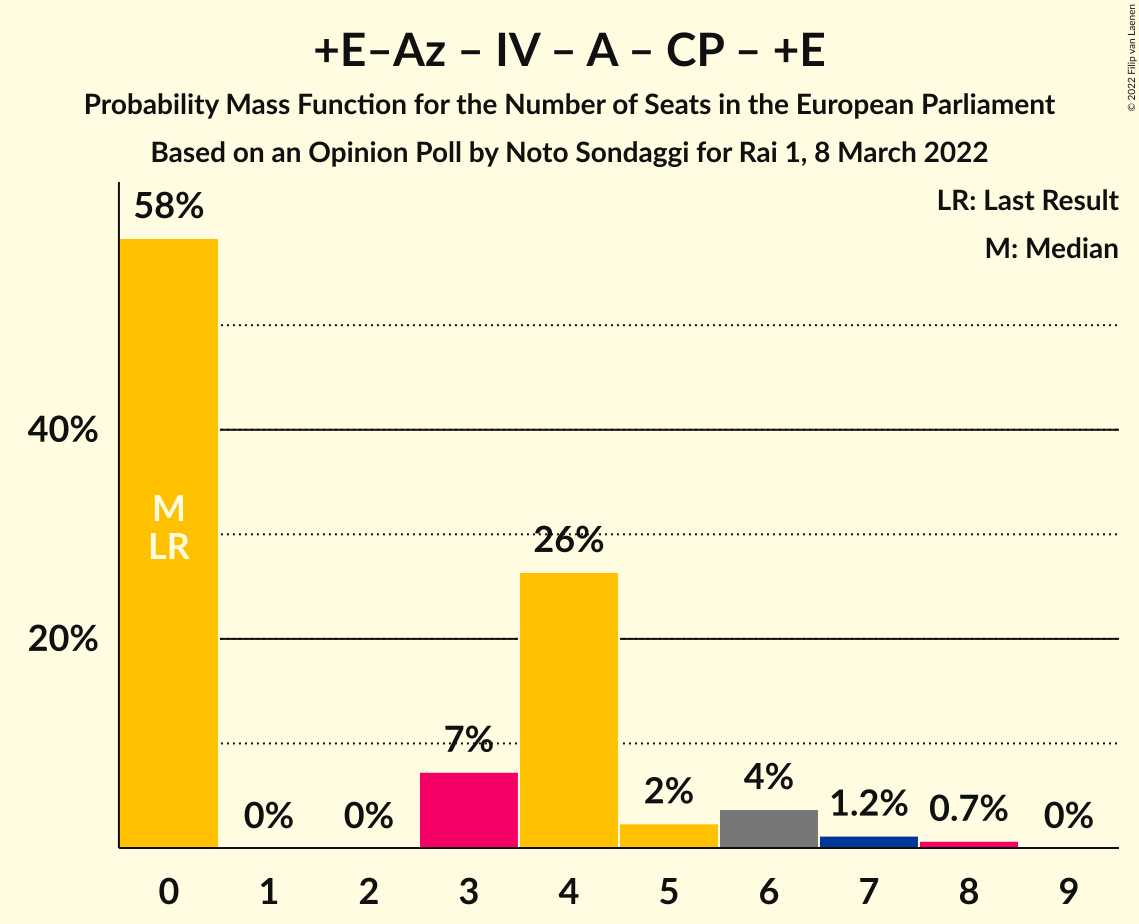 +E–Az – IV – A – CP – +E
Probability Mass Function for the Number of Seats in the European Parliament
Based on an Opinion Poll by Noto Sondaggi for Rai 1, 8 March 2022
© 2022 Filip van Laenen
LR: Last Result
M: Median
58%
40%
M
LR
26%
20%
7%
0%
0%
2%
4%
1.2%
0.7%
0%
0 1 2 3 4 5 6 7 8 9